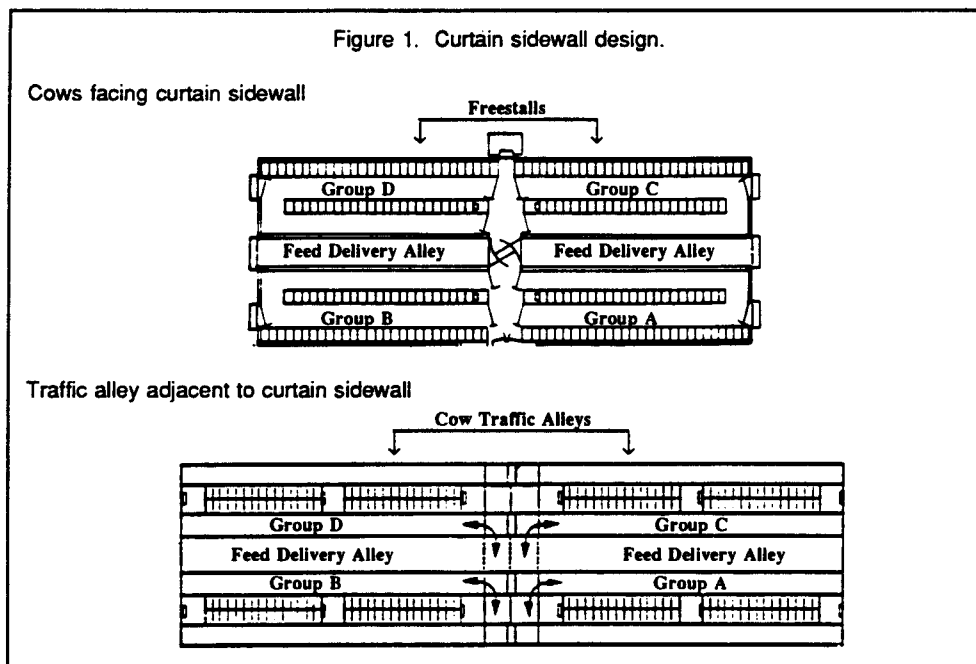 Figure 1. Curtain sidewall design.
Cows facing curtain sidewall
Freestalls
Group D Group C
Feed Delivery Alley Feed Delivery Alley
Group B Group A
Traffic alley adjacent to curtain sidewall
Cow Traffic Alleys
Group D Group C
Feed Delivery Alley Feed Delivery Alley
Group B Group A